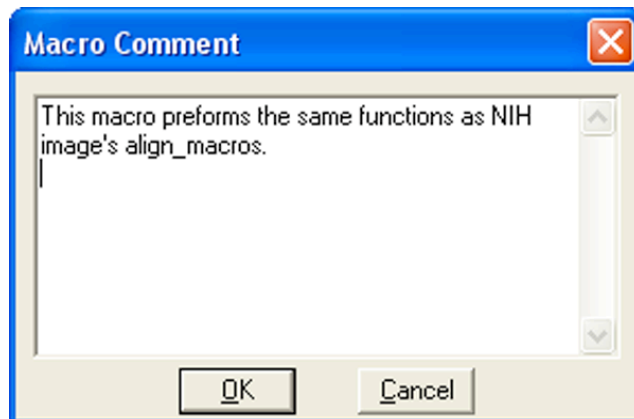 Macro Comment
This macro preforms the same functions as NIH
image's align_macros.
OK
Cancel